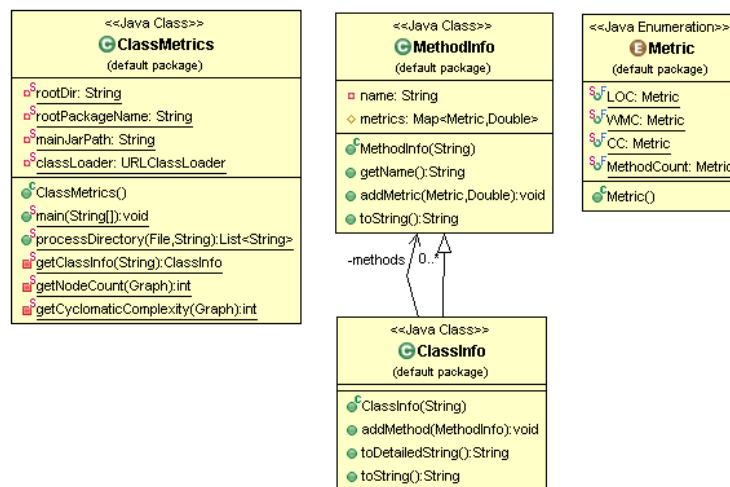 <<Java Class>>
ClassMetrics
(default package)
rootDir: String
rootPackageName: String
mainJarPath: String
classLoader: URLClassLoader
ClassMetrics()
main(String[]):void
processDirectory(File,String):List<String>
getClassInfo(String):ClassInfo
getNodeCount(Graph):int
getCyclomaticComplexity(Graph):int
<<Java Class>>
MethodInfo
(default package)
name: String
metrics: Map<Metric,Double>
MethodInfo(String)
getName():String
addMetric(Metric,Double):void
toString():String
<<Java Enumeration>>
Metric
(default package)
LOC: Metric
WMC: Metric
CC: Metric
MethodCount: Metric
Metric()
-methods 0..*
<<Java Class>>
ClassInfo
(default package)
ClassInfo(String)
addMethod(MethodInfo):void
toDetailedString():String
toString():String